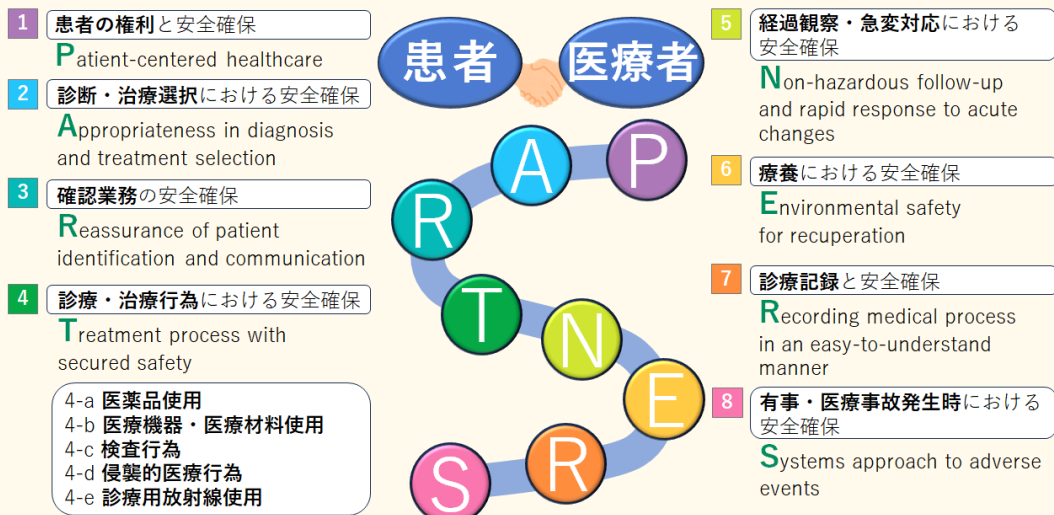 1 患者の権利と安全確保
Patient-centered healthcare
2 診断・治療選択における安全確保
Appropriateness in diagnosis
and treatment selection
3 確認業務の安全確保
Reassurance of patient
identification and communication
4 診療・治療行為における安全確保
Treatment process with
secured safety
4-a 医薬品使用
4-b 医療機器・医療材料使用
4-c 検査行為
4-d 侵襲的医療行為
4-e 診療用放射線使用
患者 医療者
P
A
R
T
N
E
R
S
5 経過観察・急変対応における
安全確保
Non-hazardous follow-up
and rapid response to acute
changes
6 療養における安全確保
Environmental safety
for recuperation
7 診療記録と安全確保
Recording medical process
in an easy-to-understand
manner
8 有事・医療事故発生時における
安全確保
Systems approach to adverse
events